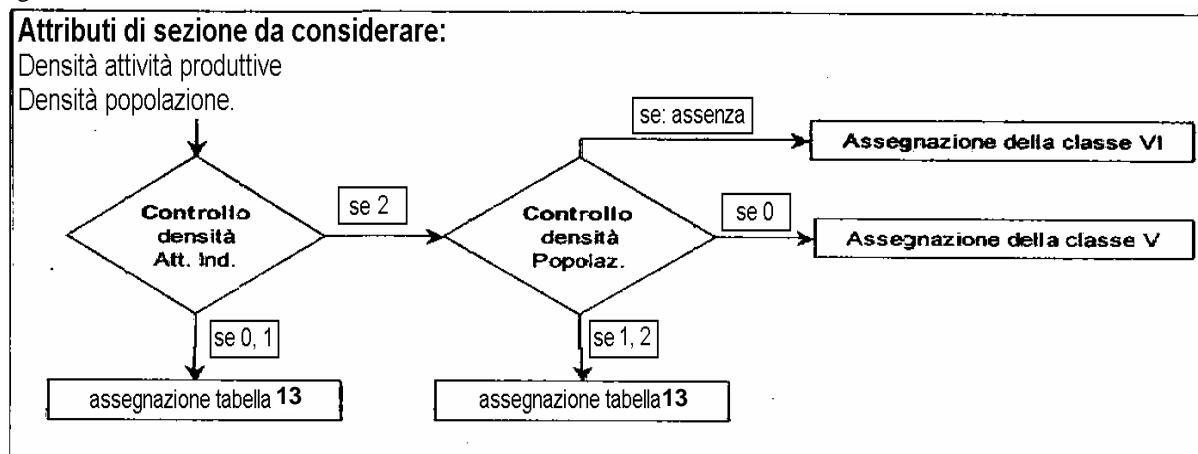 Attributi di sezione da considerare:
Densità attività produttive
Densità popolazione.
se: assenza
Assegnazione della classe VI
Controllo
densità
Att. Ind.
se 2
Controllo
densità
Popolaz.
se 0
Assegnazione della classe V
se 0, 1
se 1, 2
assegnazione tabella 13
assegnazione tabella 13